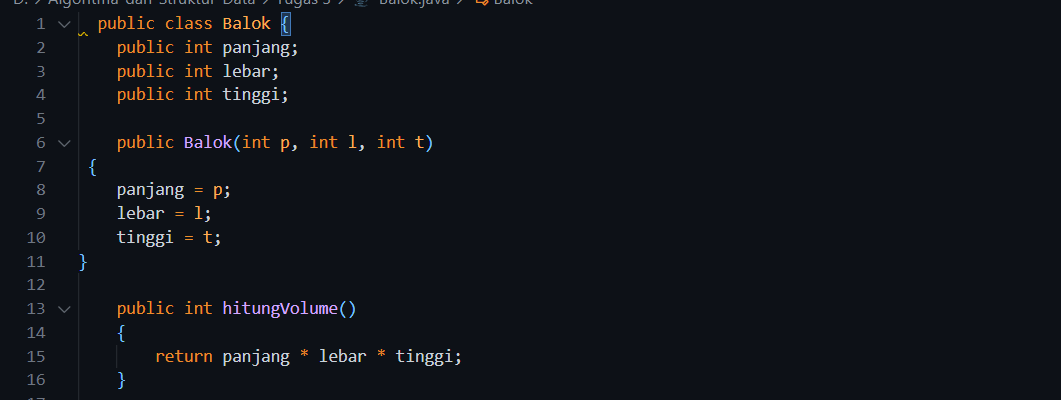 D: > Algoritma dan Struktur Data > Tugas 3 > Balok.java > Balok
1 public class Balok {
2 public int panjang;
3 public int lebar;
4 public int tinggi;
5
6 public Balok(int p, int l, int t)
7 {
8 panjang = p;
9 lebar = l;
10 tinggi = t;
11 }
12
13 public int hitungVolume()
14 {
15 return panjang * lebar * tinggi;
16 }
17